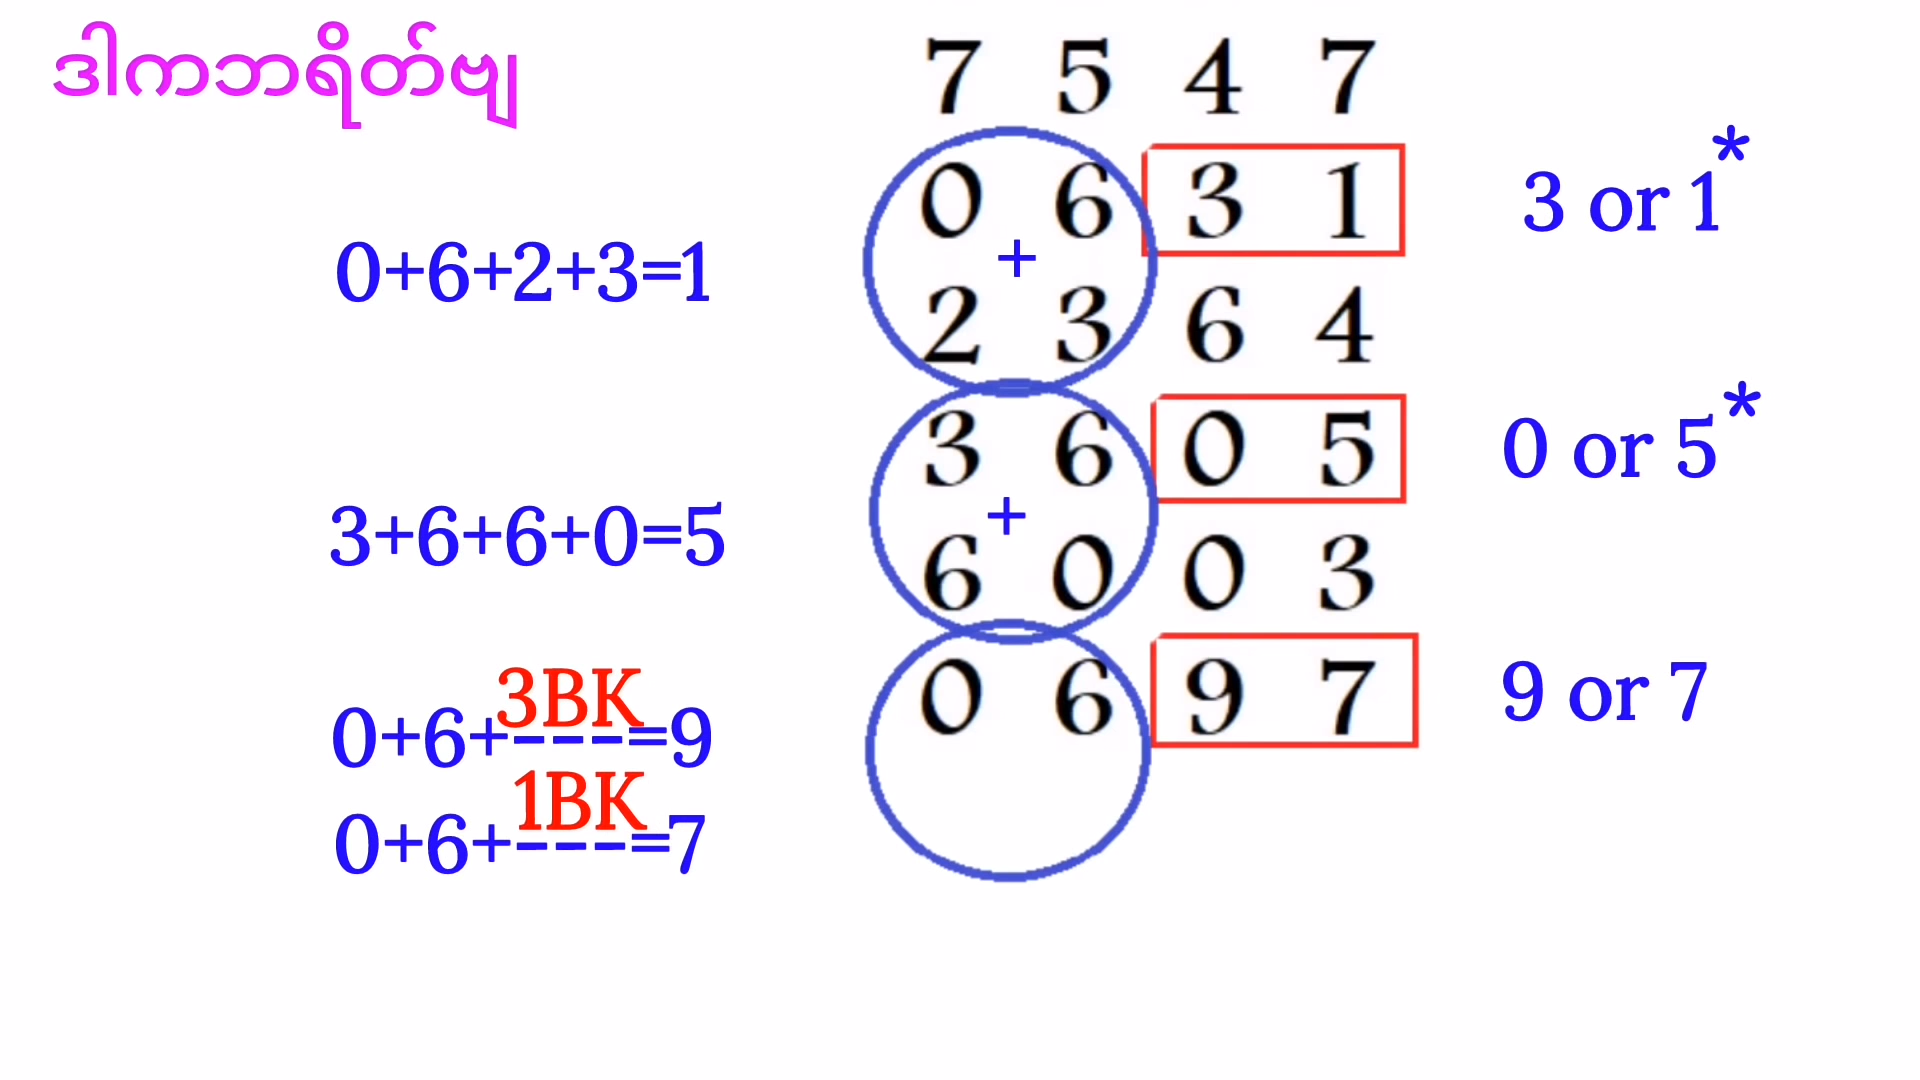 ဒါကဘရိတ်ဗျ
7 5 4 7
0 6 3 1
3 or 1*
0+6+2+3=1
+
2 3 6 4
3 6 0 5
0 or 5*
3+6+6+0=5
+
6 0 0 3
3BK
0+6+---=9
0 6 9 7
9 or 7
1BK
0+6+---=7